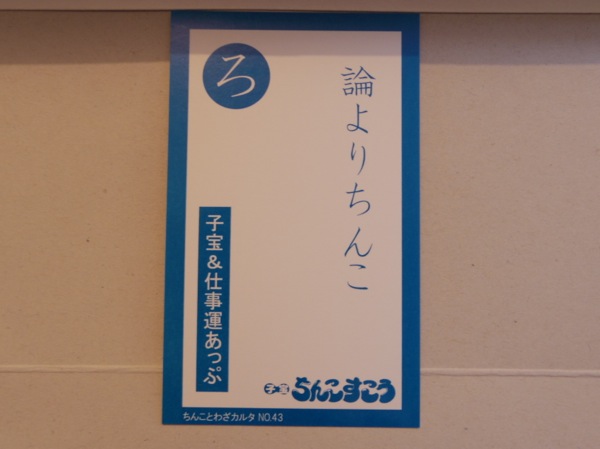 ろ
論よりちんこ
子宝&仕事運あっぷ
子宝 ちんこすこう
ちんことわざカルタ NO.43